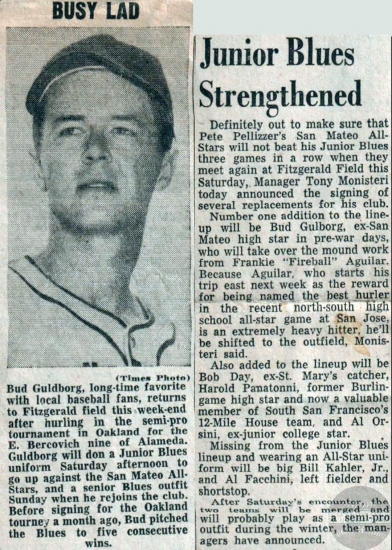 BUSY LAD
(Times Photo)
Bud Guldborg, long-time favorite
with local baseball fans, returns
to Fitzgerald field this week-end
after hurling in the semi-pro
tournament in Oakland for the
E. Bercovich nine of Alameda.
Guldborg will don a Junior Blues
uniform Saturday afternoon to
go up against the San Mateo All-
Stars, and a senior Blues outfit
Sunday when he rejoins the club.
Before signing for the Oakland
tourney a month ago, Bud pitched
the Blues to five consecutive
wins.
Junior Blues
Strengthened
Definitely out to make sure that
Pete Pellizzer's San Mateo All-
Stars will not beat his Junior Blues
three games in a row when they
meet again at Fitzgerald Field this
Saturday, Manager Tony Monisteri
today announced the signing of
several replacements for his club.
Number one addition to the line-
up will be Bud Gulborg, ex-San
Mateo high star in pre-war days,
who will take over the mound work
from Frankie "Fireball" Aguilar.
Because Aguilar, who starts his
trip east next week as the reward
for being named the best hurler
in the recent north-south high
school all-star game at San Jose,
is an extremely heavy hitter, he'll
be shifted to the outfield, Monis-
teri said.
Also added to the lineup will be
Bob Day, ex-St. Mary's catcher,
Harold Panatonni, former Burlin-
game high star and now a valuable
member of South San Francisco's
12-Mile House team, and Al Or-
sini, ex-junior college star.
Missing from the Junior Blues
lineup and wearing an All-Star uni-
form will be big Bill Kahler, Jr.,
and Al Facchini, left fielder and
shortstop.
After Saturday's encounter, the
two teams will be merged and
will probably play as a semi-pro
outfit during the winter, the man-
agers have announced.